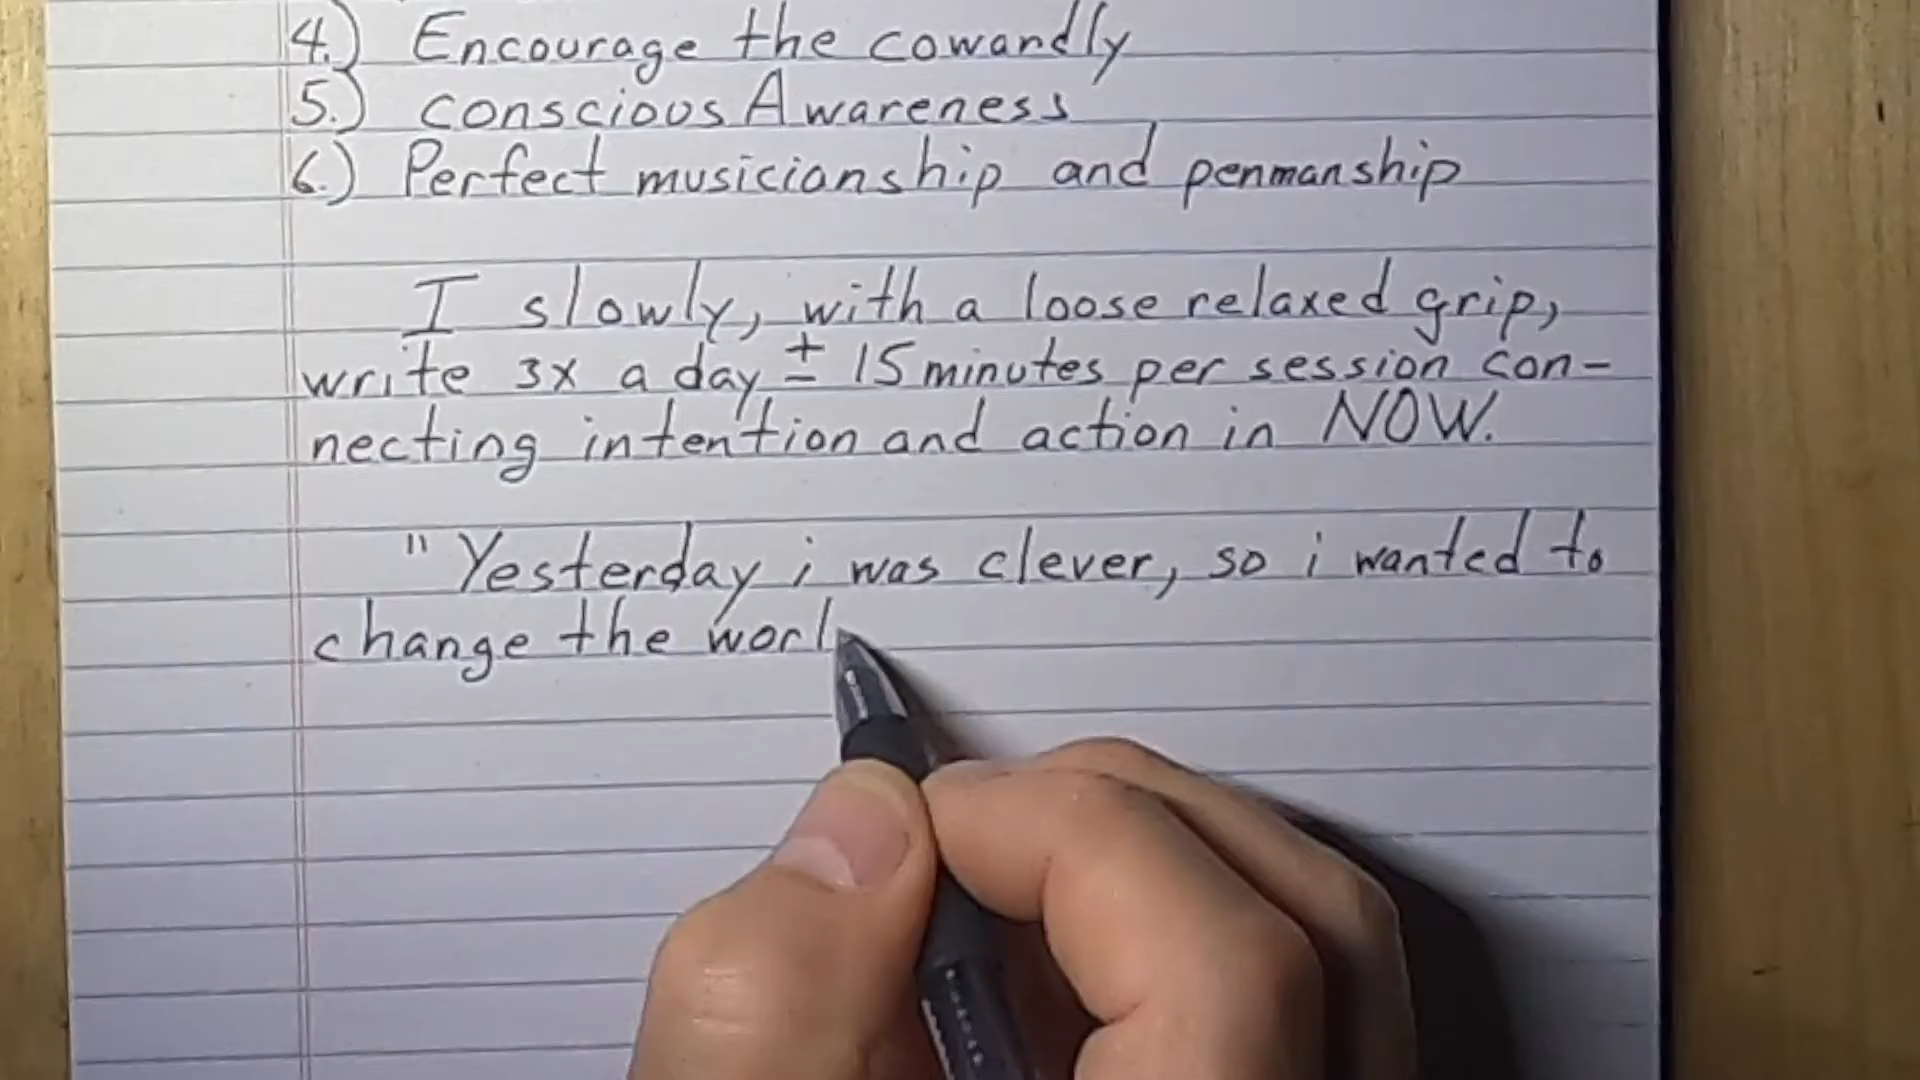 4.) Encourage the cowandly
5.) conscious Awareness
6.) Perfect musicianship and penmanship
I slowly, with a loose relaxed grip,
write 3x a day ± 15 minutes per session con-
necting intention and action in NOW.
"Yesterday i was clever, so i wanted to
change the worl